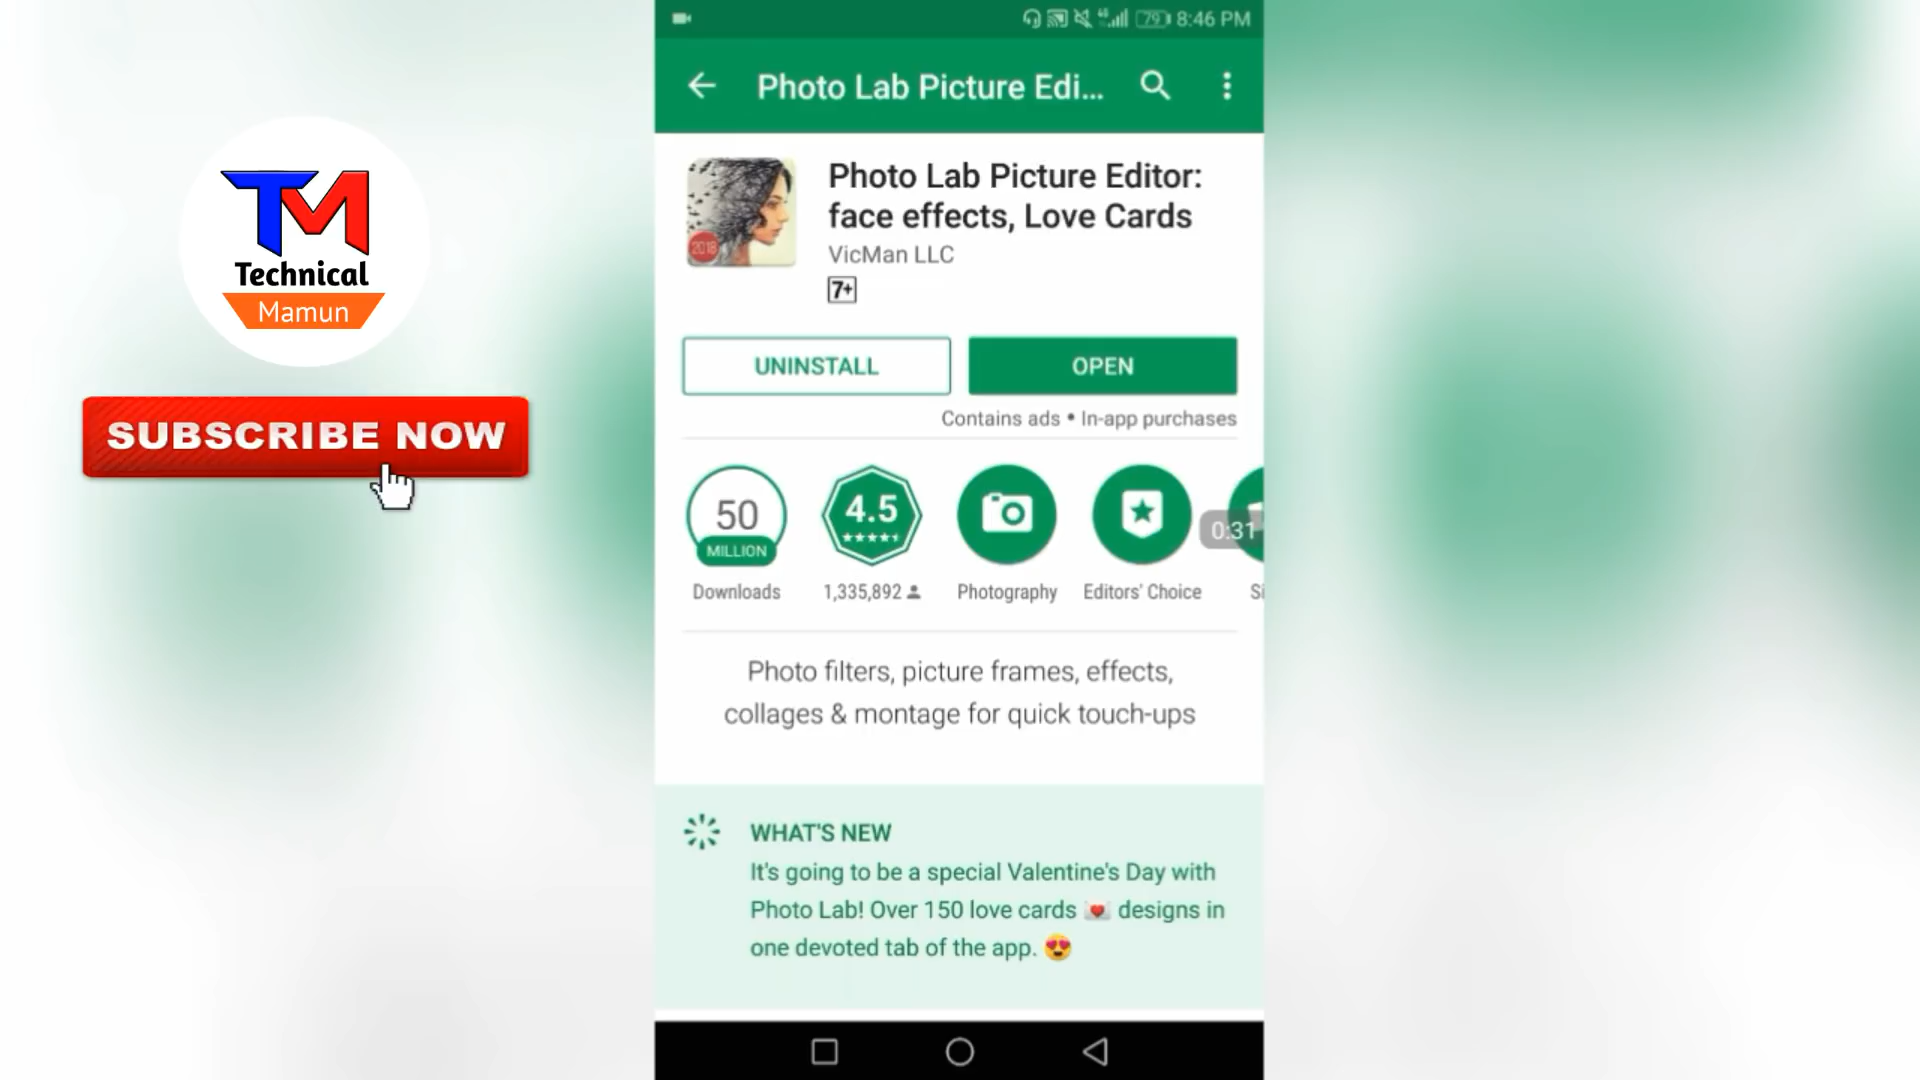 79 8:46 PM
Photo Lab Picture Edi...
Photo Lab Picture Editor:
face effects, Love Cards
VicMan LLC
7+
2018
UNINSTALL
OPEN
Contains ads • In-app purchases
50
MILLION
4.5
0:31
Downloads
1,335,892
Photography
Editors' Choice
Si
Photo filters, picture frames, effects,
collages & montage for quick touch-ups
WHAT'S NEW
It's going to be a special Valentine's Day with
Photo Lab! Over 150 love cards 💌 designs in
one devoted tab of the app. 😍
TM
Technical
Mamun
SUBSCRIBE NOW